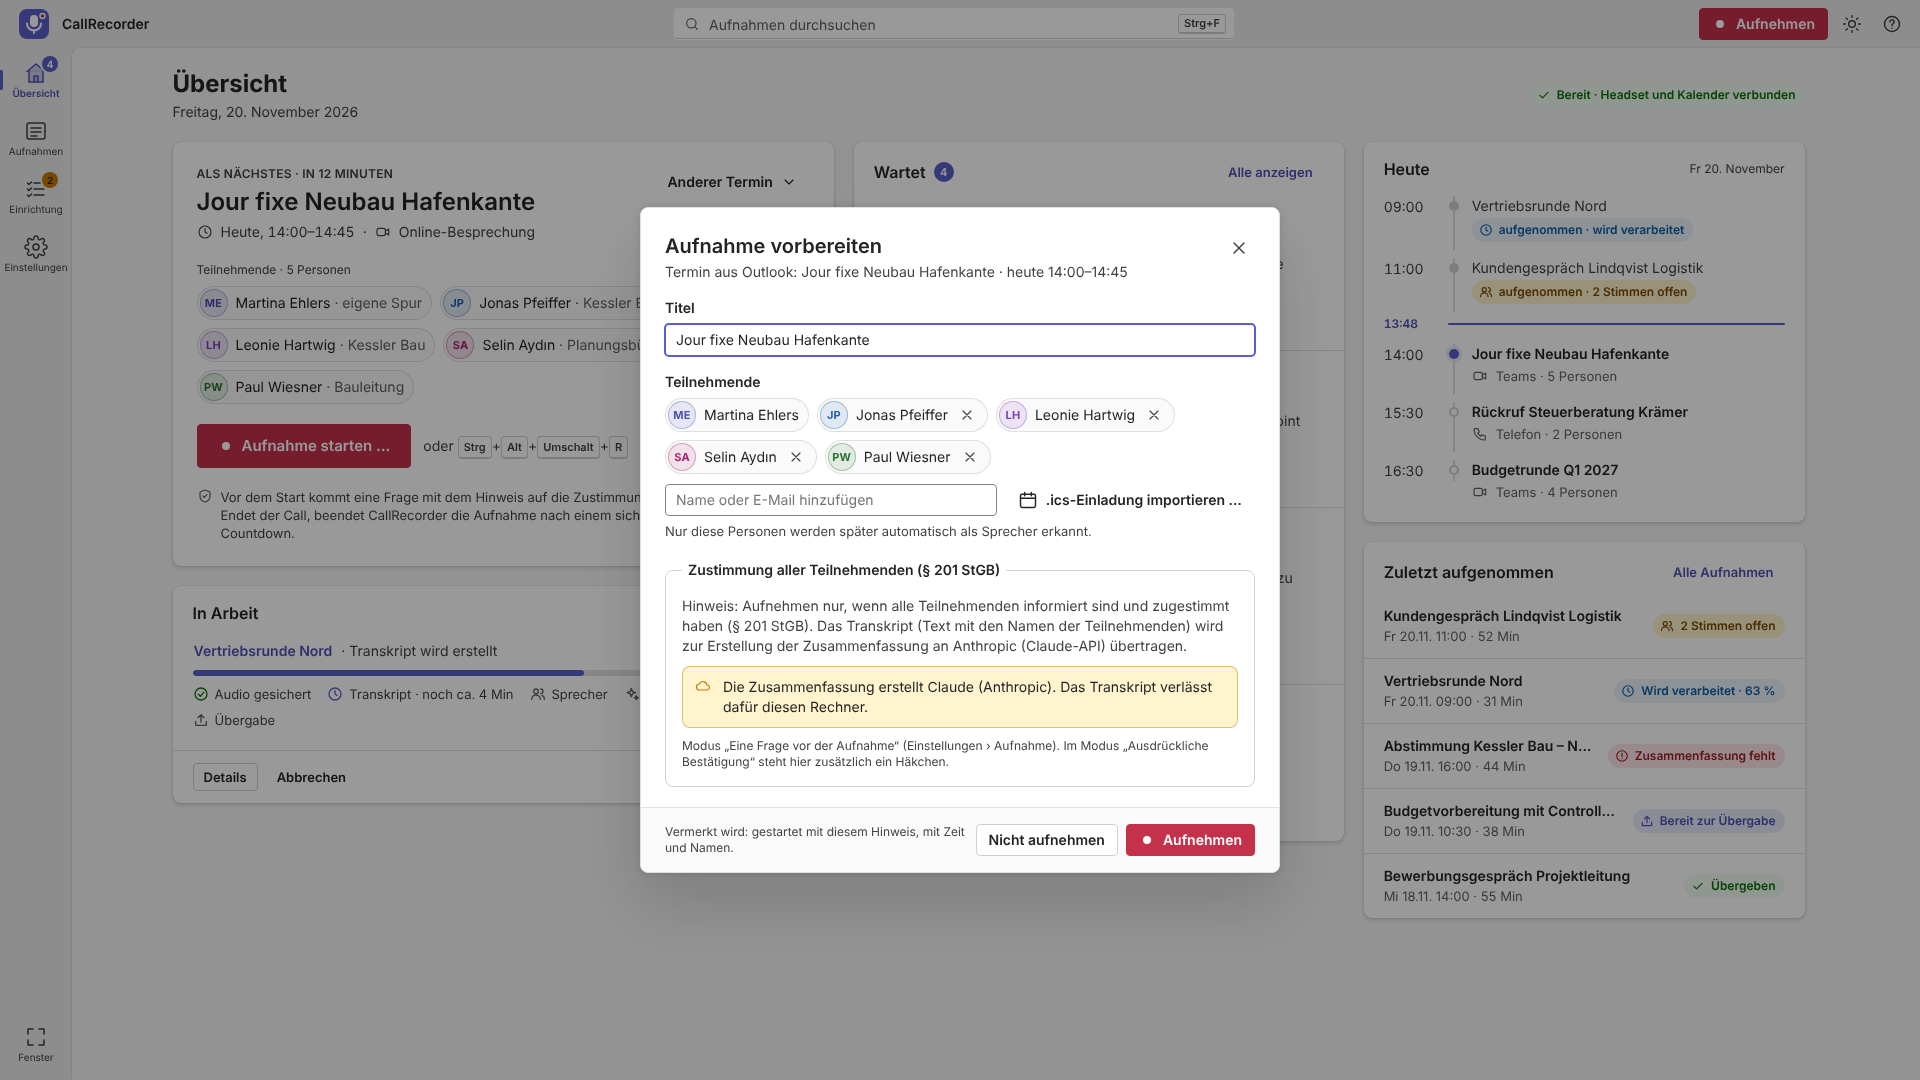 CallRecorder
Aufnahmen durchsuchen
Strg+F
Aufnehmen
4
Übersicht
Aufnahmen
2
Einrichtung
Einstellungen
Fenster
Übersicht
Freitag, 20. November 2026
Bereit · Headset und Kalender verbunden
ALS NÄCHSTES · IN 12 MINUTEN
Jour fixe Neubau Hafenkante
Heute, 14:00–14:45 · Online-Besprechung
Anderer Termin
Teilnehmende · 5 Personen
ME Martina Ehlers · eigene Spur
JP Jonas Pfeiffer · Kessler
LH Leonie Hartwig · Kessler Bau
SA Selin Aydın
PW Paul Wiesner · Bauleitung
Aufnahme starten ...
oder Strg + Alt + Umschalt + R
Vor dem Start kommt eine Frage mit dem Hinweis auf die
Endet der Call, beendet CallRecorder die Aufnahme nach einem
Countdown.
In Arbeit
Vertriebsrunde Nord · Transkript wird erstellt
Audio gesichert
Transkript · noch ca. 4 Min
Sprecher
Übergabe
Details
Abbrechen
Wartet 4
Alle anzeigen
Aufnahme vorbereiten
Termin aus Outlook: Jour fixe Neubau Hafenkante · heute 14:00–14:45
Titel
Jour fixe Neubau Hafenkante
Teilnehmende
ME Martina Ehlers
JP Jonas Pfeiffer
LH Leonie Hartwig
SA Selin Aydın
PW Paul Wiesner
Name oder E-Mail hinzufügen
.ics-Einladung importieren ...
Nur diese Personen werden später automatisch als Sprecher erkannt.
Zustimmung aller Teilnehmenden (§ 201 StGB)
Hinweis: Aufnehmen nur, wenn alle Teilnehmenden informiert sind und zugestimmt
haben (§ 201 StGB). Das Transkript (Text mit den Namen der Teilnehmenden) wird
zur Erstellung der Zusammenfassung an Anthropic (Claude-API) übertragen.
Die Zusammenfassung erstellt Claude (Anthropic). Das Transkript verlässt
dafür diesen Rechner.
Modus „Eine Frage vor der Aufnahme“ (Einstellungen › Aufnahme). Im Modus „Ausdrückliche
Bestätigung“ steht hier zusätzlich ein Häkchen.
Vermerkt wird: gestartet mit diesem Hinweis, mit Zeit
und Namen.
Nicht aufnehmen
Aufnehmen
Heute
Fr 20. November
09:00 Vertriebsrunde Nord
aufgenommen · wird verarbeitet
11:00 Kundengespräch Lindqvist Logistik
aufgenommen · 2 Stimmen offen
13:48
14:00 Jour fixe Neubau Hafenkante
Teams · 5 Personen
15:30 Rückruf Steuerberatung Krämer
Telefon · 2 Personen
16:30 Budgetrunde Q1 2027
Teams · 4 Personen
Zuletzt aufgenommen
Alle Aufnahmen
Kundengespräch Lindqvist Logistik
Fr 20.11. 11:00 · 52 Min
2 Stimmen offen
Vertriebsrunde Nord
Fr 20.11. 09:00 · 31 Min
Wird verarbeitet · 63 %
Abstimmung Kessler Bau – N...
Do 19.11. 16:00 · 44 Min
Zusammenfassung fehlt
Budgetvorbereitung mit Controll...
Do 19.11. 10:30 · 38 Min
Bereit zur Übergabe
Bewerbungsgespräch Projektleitung
Mi 18.11. 14:00 · 55 Min
Übergeben